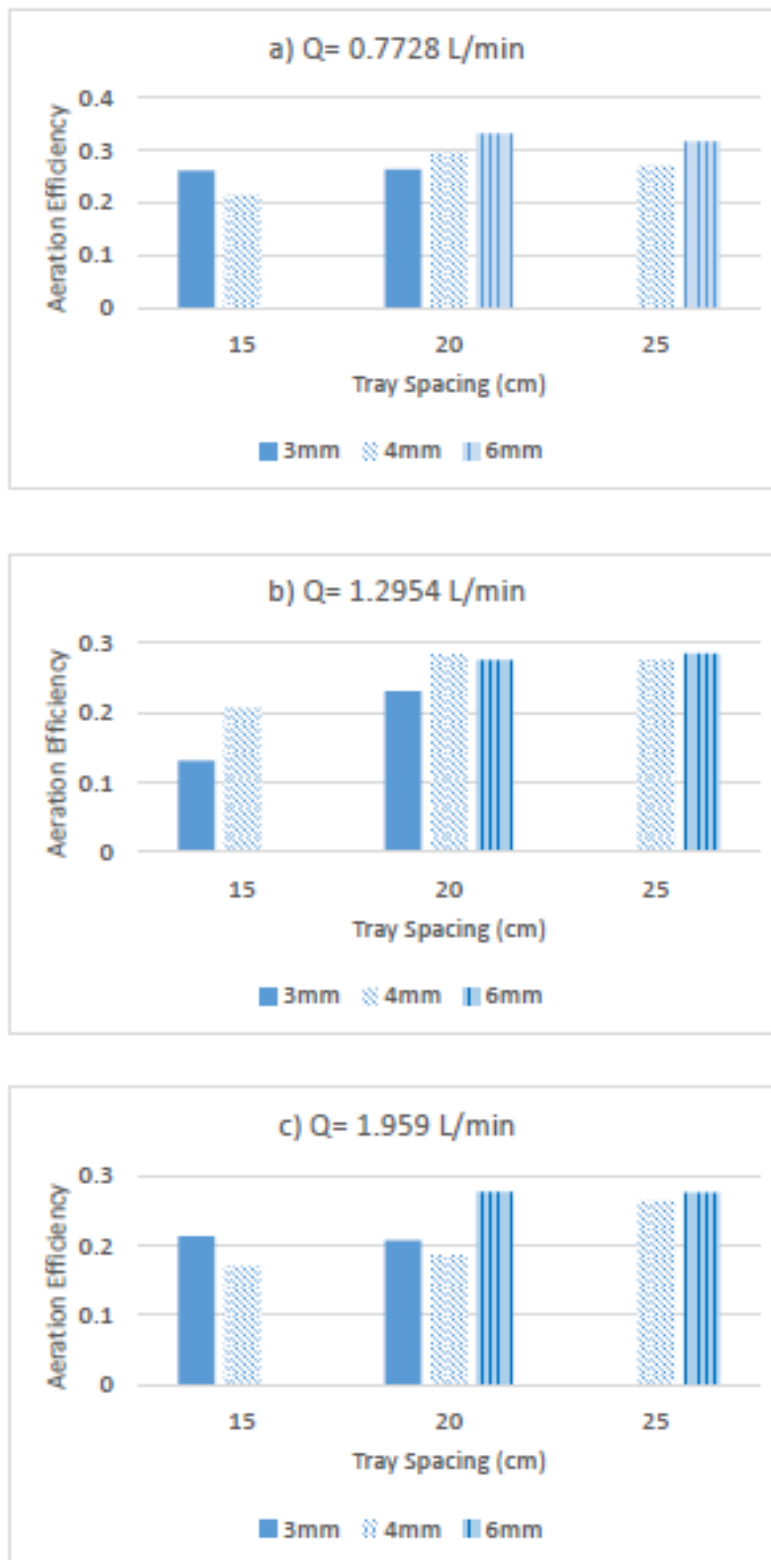 a) Q= 0.7728 L/min
Aeration Efficiency
0.4
0.3
0.2
0.1
0
15 20 25
Tray Spacing (cm)
3mm 4mm 6mm
b) Q= 1.2954 L/min
Aeration Efficiency
0.3
0.2
0.1
0
15 20 25
Tray Spacing (cm)
3mm 4mm 6mm
c) Q= 1.959 L/min
Aeration Efficiency
0.3
0.2
0.1
0
15 20 25
Tray Spacing (cm)
3mm 4mm 6mm